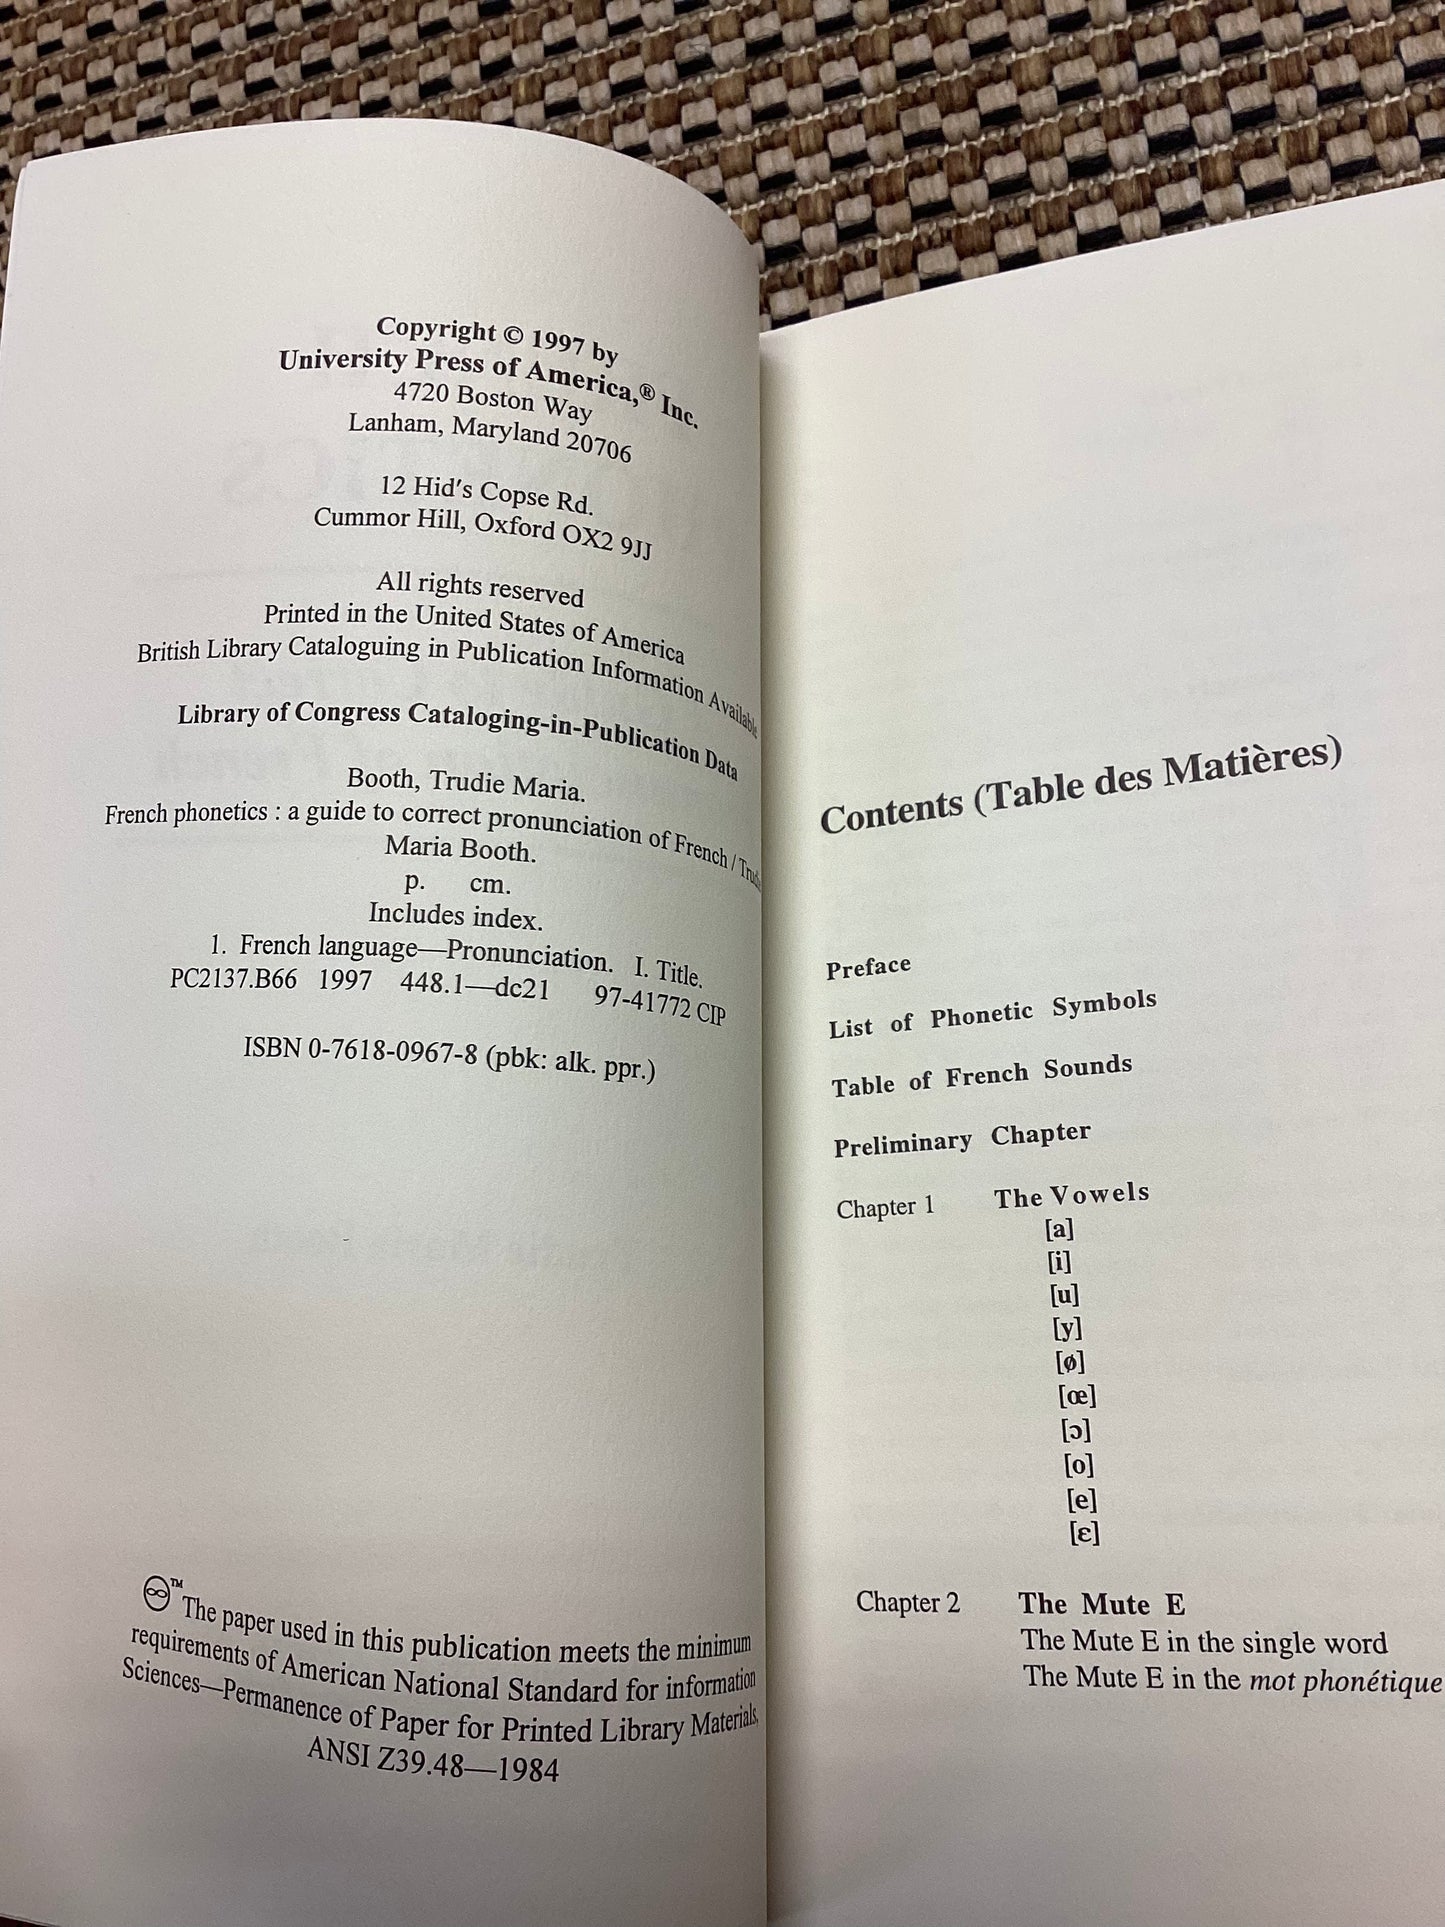 Copyright © 1997 by
University Press of America,® Inc.
4720 Boston Way
Lanham, Maryland 20706
12 Hid's Copse Rd.
Cummor Hill, Oxford OX2 9JJ
All rights reserved
Printed in the United States of America
British Library Cataloguing in Publication Information Available
Library of Congress Cataloging-in-Publication Data
Booth, Trudie Maria.
French phonetics : a guide to correct pronunciation of French / Trudie
Maria Booth.
p. cm.
Includes index.
1. French language—Pronunciation. I. Title.
PC2137.B66 1997 448.1—dc21 97-41772 CIP
ISBN 0-7618-0967-8 (pbk: alk. ppr.)
♾™ The paper used in this publication meets the minimum
requirements of American National Standard for information
Sciences—Permanence of Paper for Printed Library Materials,
ANSI Z39.48—1984
Contents (Table des Matières)
Preface
List of Phonetic Symbols
Table of French Sounds
Preliminary Chapter
Chapter 1 The Vowels
[a]
[i]
[u]
[y]
[ø]
[œ]
[ɔ]
[o]
[e]
[ɛ]
Chapter 2 The Mute E
The Mute E in the single word
The Mute E in the mot phonétique